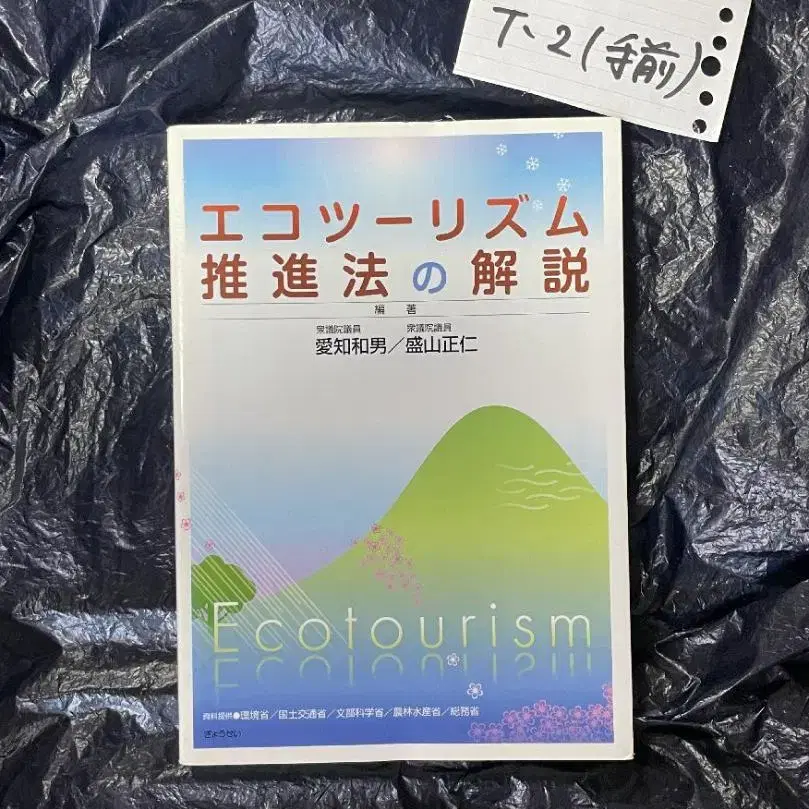 T、2(手前)
エコツーリズム
推進法の解説
編 著
衆議院議員 衆議院議員
愛知和男／盛山正仁
Ecotourism
資料提供●環境省／国土交通省／文部科学省／農林水産省／総務省
ぎょうせい